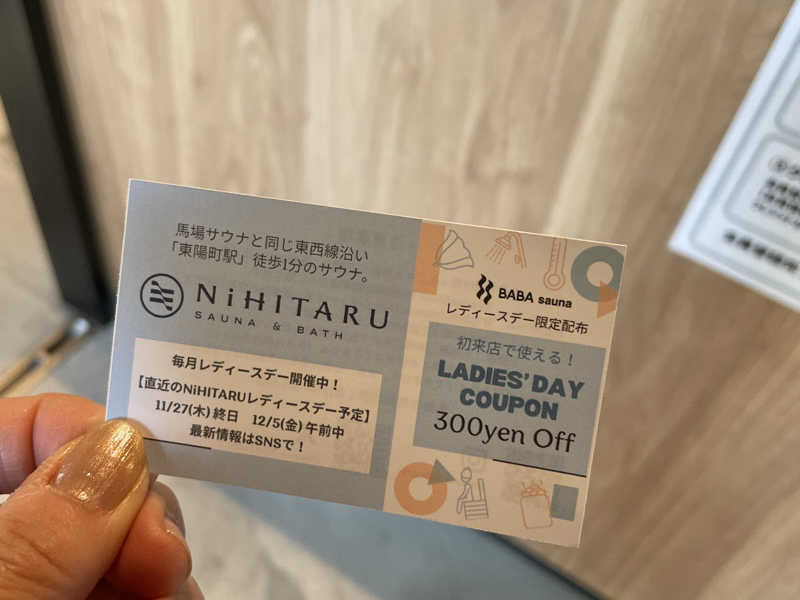 馬場サウナと同じ東西線沿い
「東陽町駅」徒歩1分のサウナ。
NiHITARU
SAUNA & BATH
毎月レディースデー開催中！
【直近のNiHITARUレディースデー予定】
11/27(木)終日 12/5(金)午前中
最新情報はSNSで！
BABA sauna
レディースデー限定配布
初来店で使える！
LADIES' DAY
COUPON
300yen Off